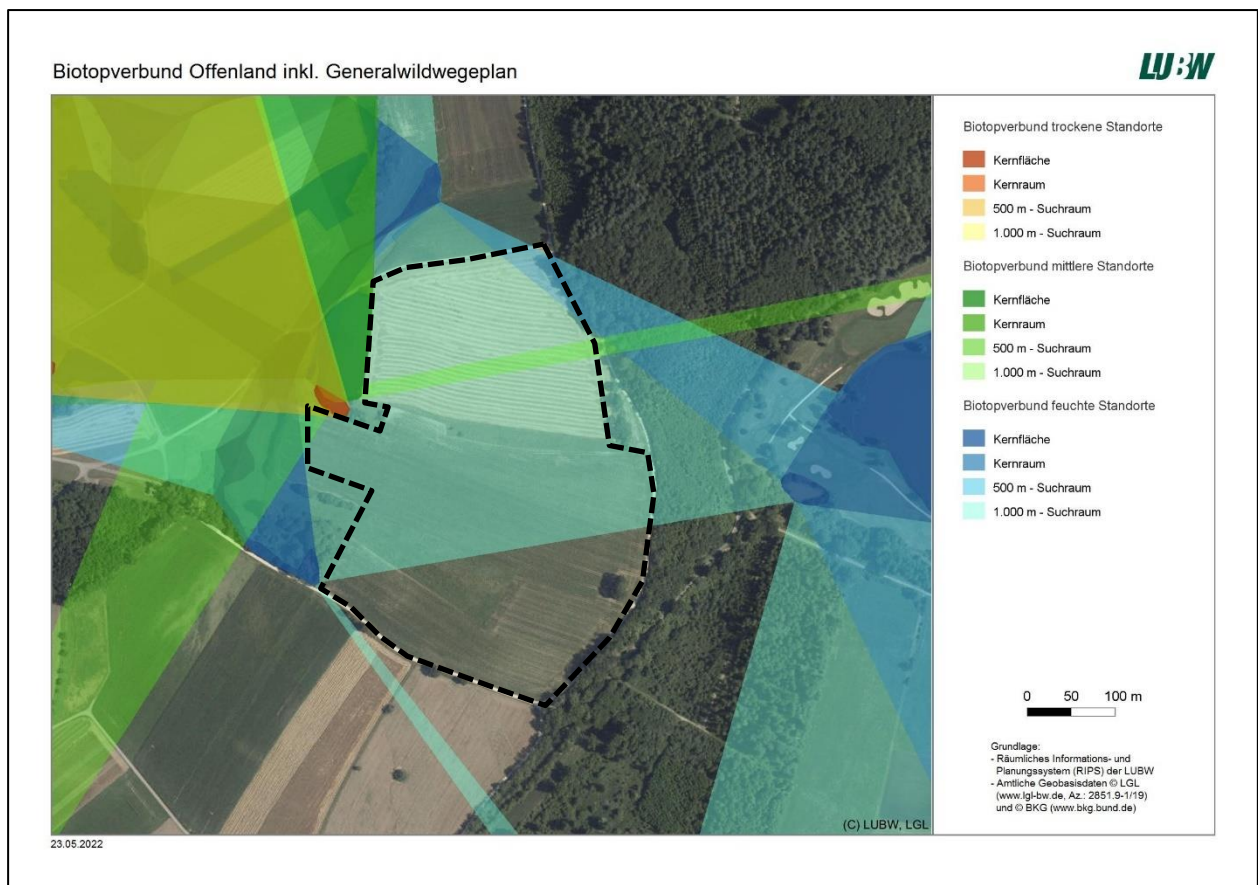 Biotopverbund Offenland inkl. Generalwildwegeplan
LUBW
Biotopverbund trockene Standorte
Kernfläche
Kernraum
500 m - Suchraum
1.000 m - Suchraum
Biotopverbund mittlere Standorte
Kernfläche
Kernraum
500 m - Suchraum
1.000 m - Suchraum
Biotopverbund feuchte Standorte
Kernfläche
Kernraum
500 m - Suchraum
1.000 m - Suchraum
0 50 100 m
Grundlage:
- Räumliches Informations- und
Planungssystem (RIPS) der LUBW
- Amtliche Geobasisdaten © LGL
(www.lgl-bw.de, Az.: 2851.9-1/19)
und © BKG (www.bkg.bund.de)
(C) LUBW, LGL
23.05.2022